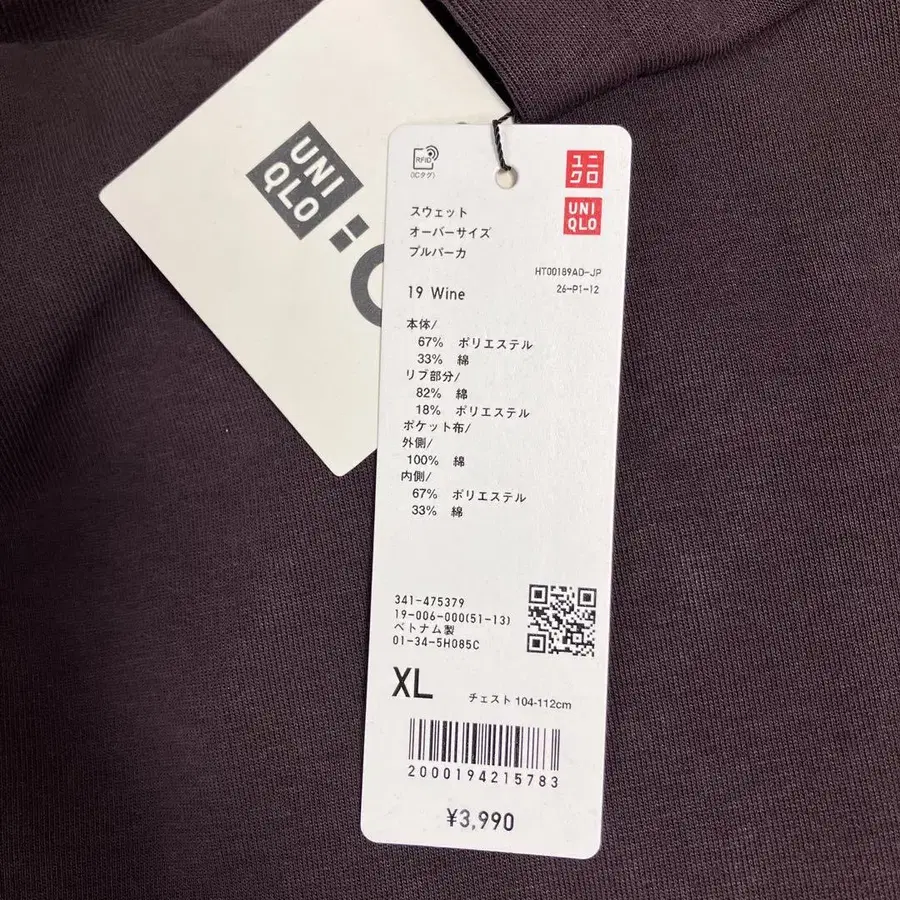 UNI
QLO
:C
RFID
(ICタグ)
ユニ
クロ
UNI
QLO
スウェット
オーバーサイズ
プルパーカ
HT00189AD-JP
26-P1-12
19 Wine
本体/
67% ポリエステル
33% 綿
リブ部分/
82% 綿
18% ポリエステル
ポケット布/
外側/
100% 綿
内側/
67% ポリエステル
33% 綿
341-475379
19-006-000(51-13)
ベトナム製
01-34-5H085C
XL チェスト 104-112cm
2000194215783
¥3,990